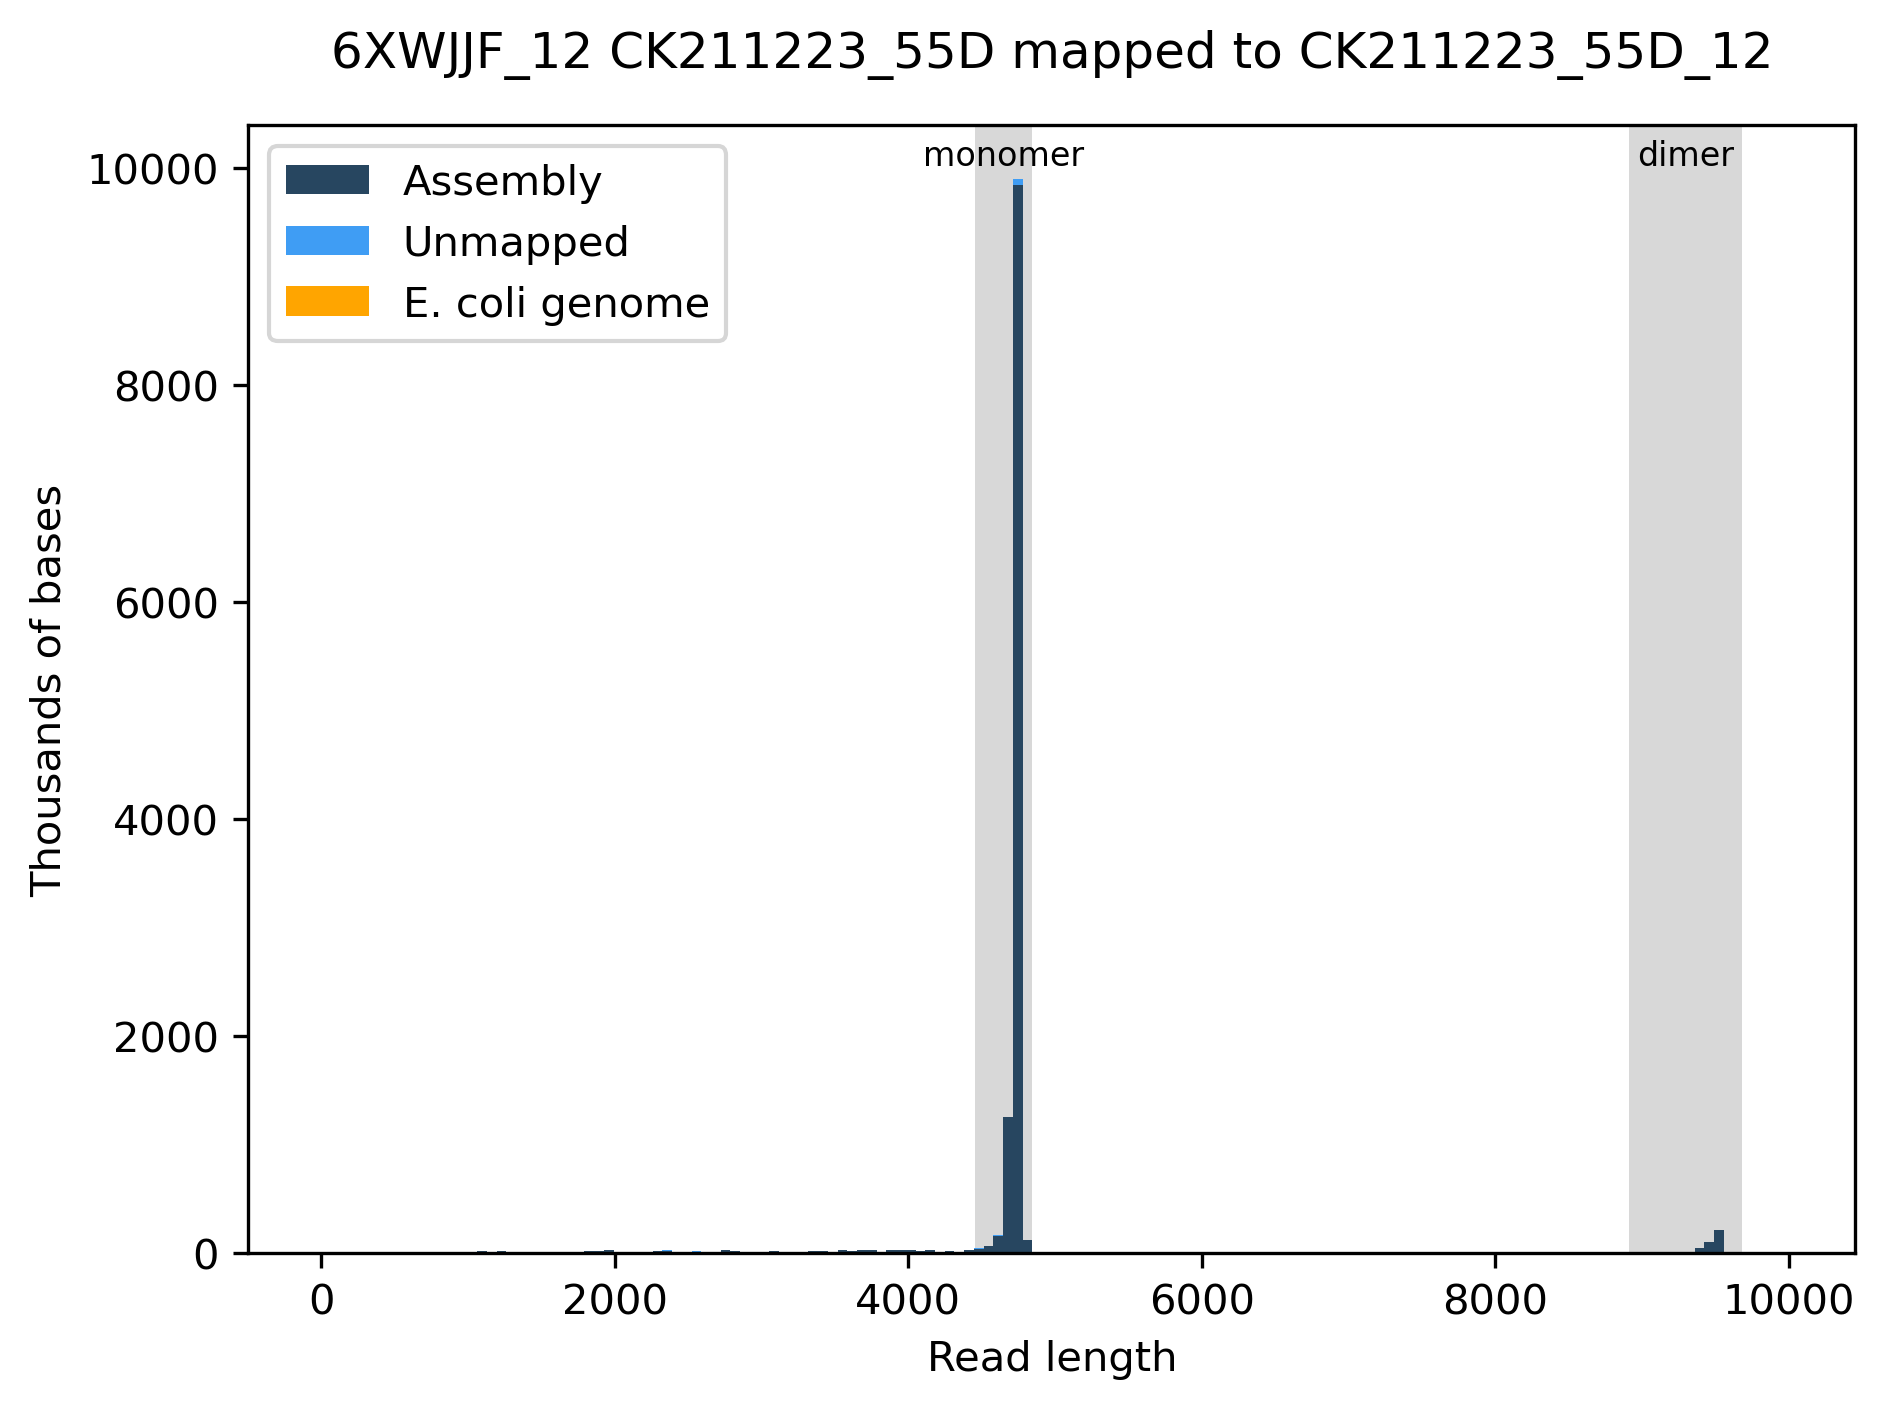 6XWJJF_12 CK211223_55D mapped to CK211223_55D_12
monomer
dimer
Assembly
Unmapped
E. coli genome
10000
8000
6000
4000
2000
0
Thousands of bases
0 2000 4000 6000 8000 10000
Read length